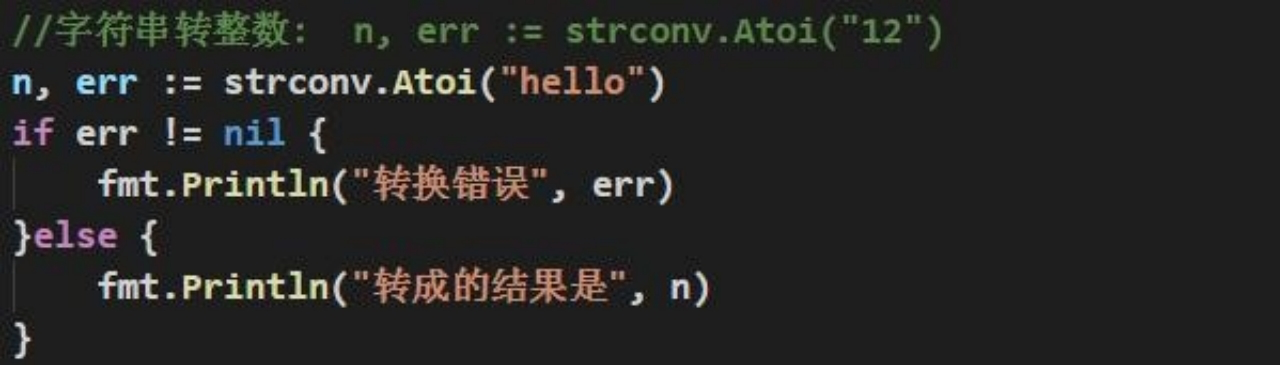 //字符串转整数:  n, err := strconv.Atoi("12")
n, err := strconv.Atoi("hello")
if err != nil {
    fmt.Println("转换错误", err)
}else {
    fmt.Println("转成的结果是", n)
}